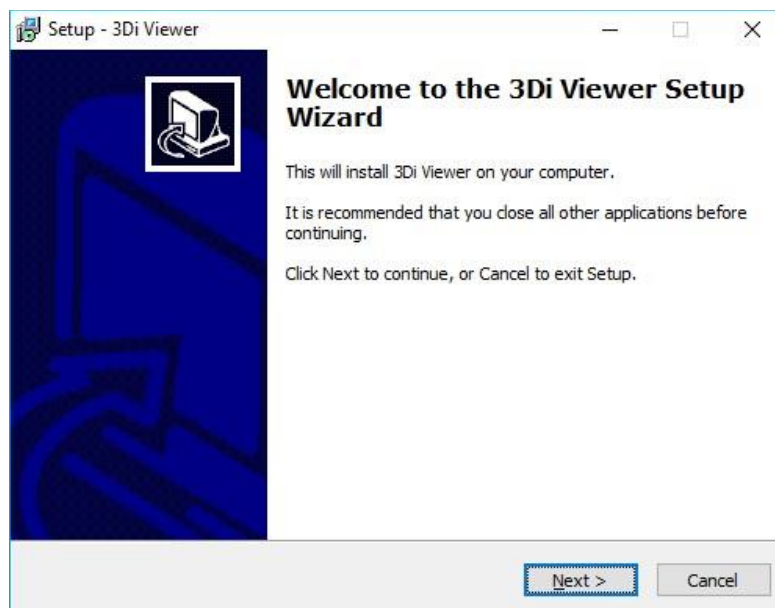 Setup - 3Di Viewer
Welcome to the 3Di Viewer Setup
Wizard
This will install 3Di Viewer on your computer.
It is recommended that you close all other applications before
continuing.
Click Next to continue, or Cancel to exit Setup.
Next >
Cancel